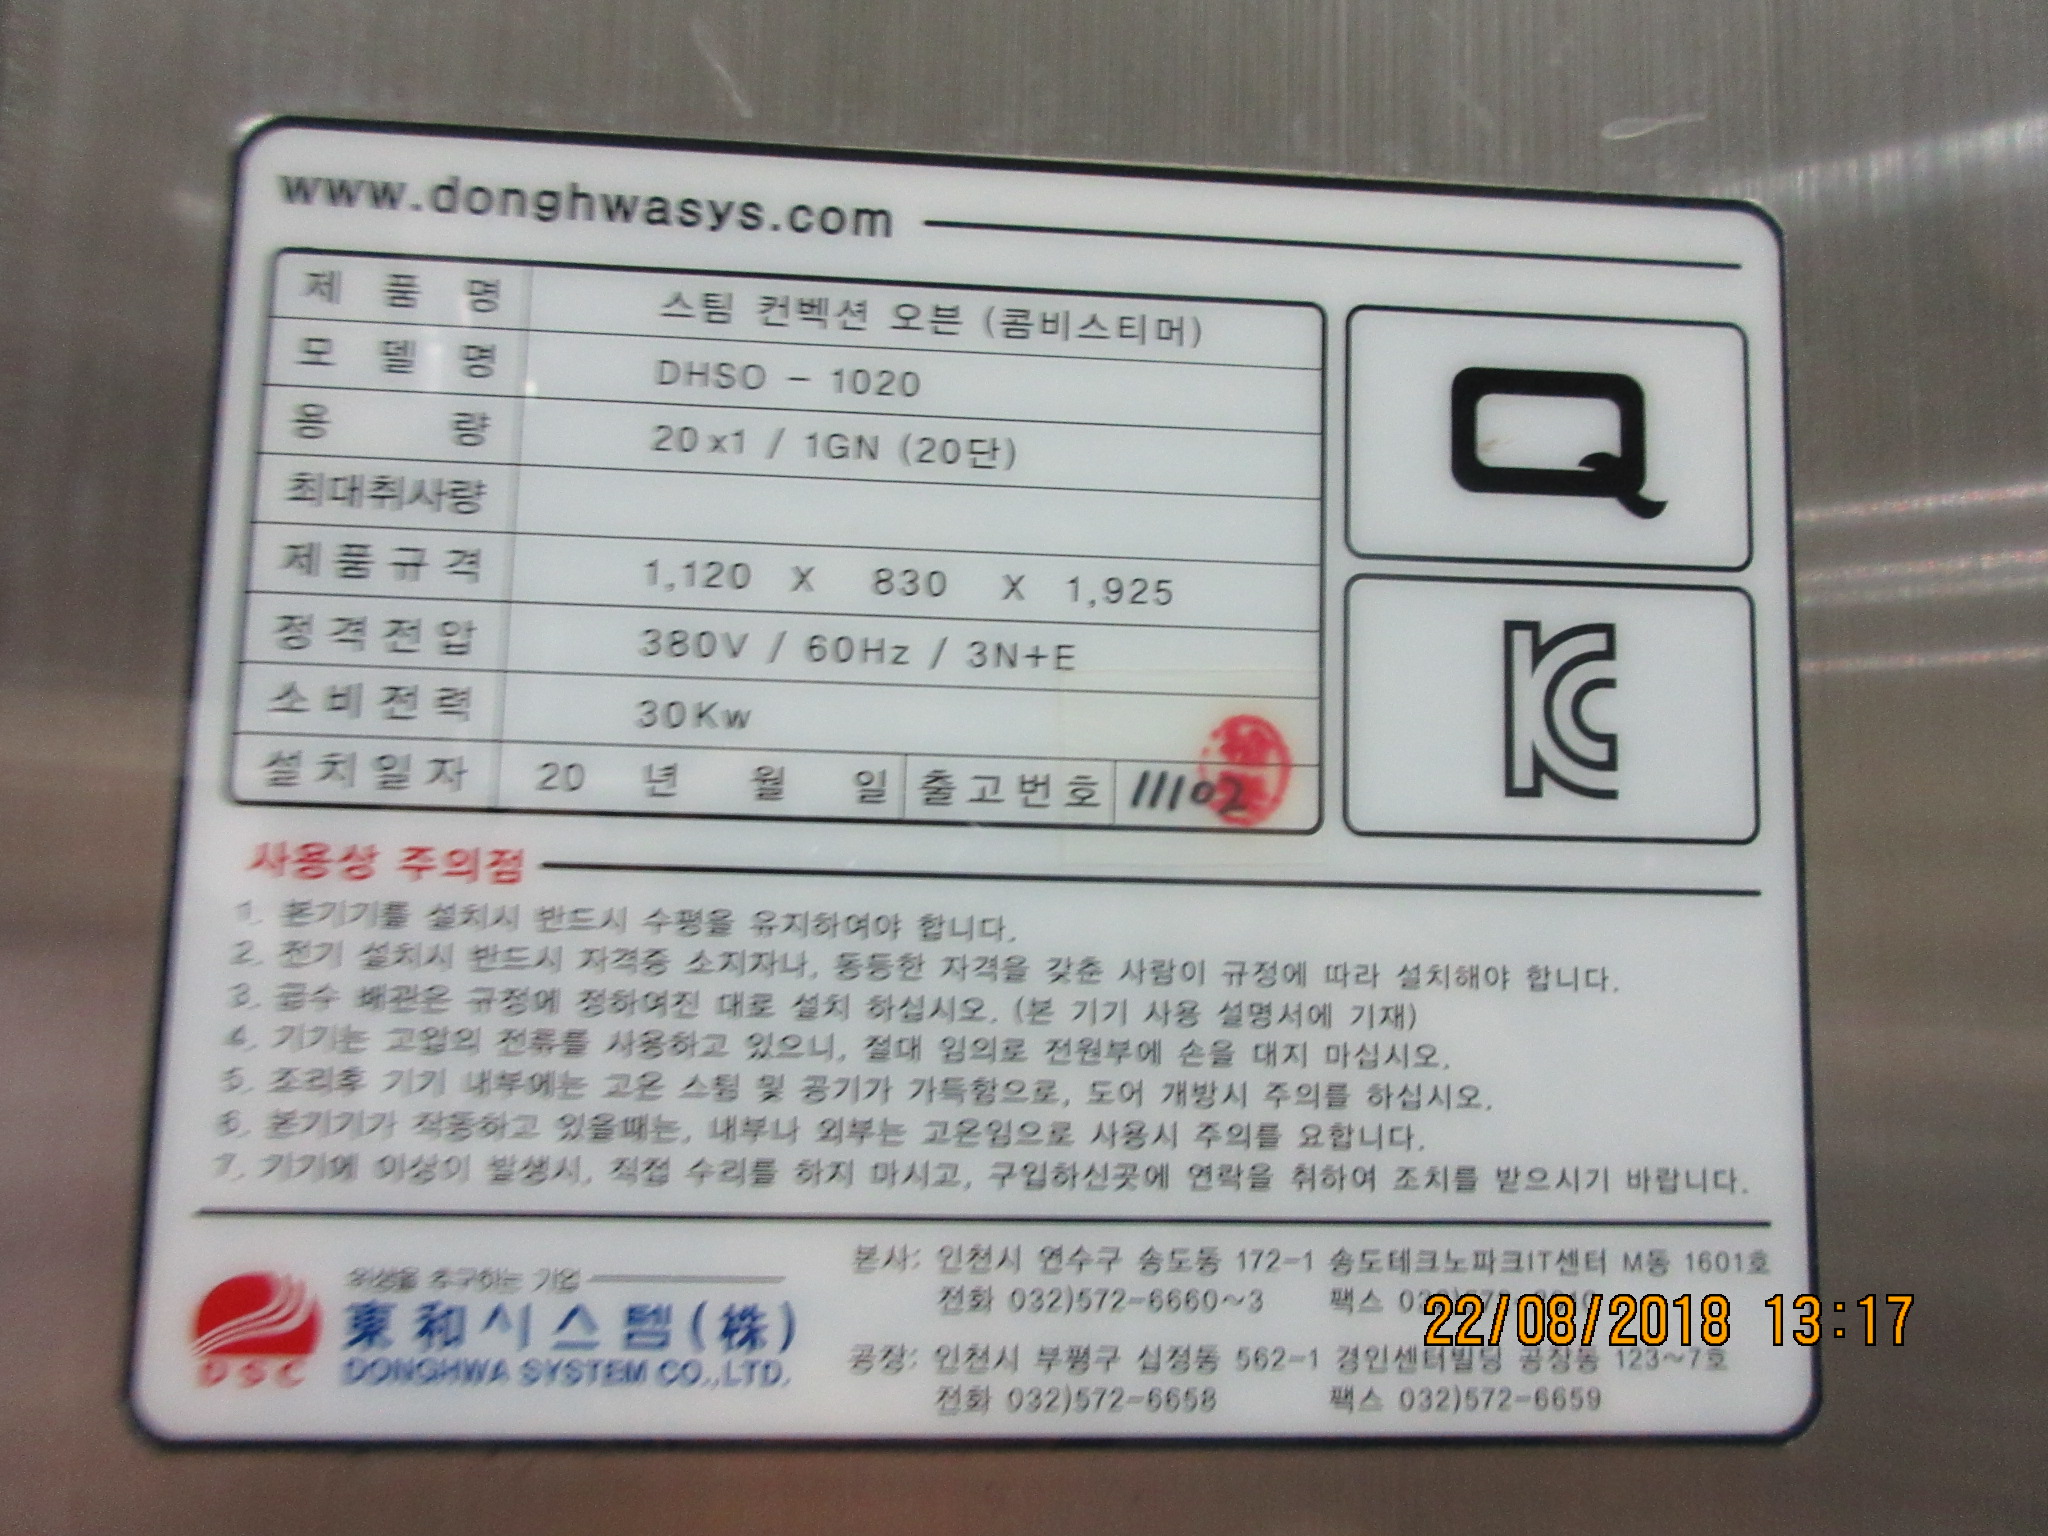 www.donghwasys.com
제품명 스팀 컨벡션 오븐 (콤비스티머)
모델명 DHSO - 1020
용량 20x1 / 1GN (20단)
최대취사량
제품규격 1,120 X 830 X 1,925
정격전압 380V / 60Hz / 3N+E
소비전력 30Kw
설치일자 20 년 월 일 출고번호 111102
사용상 주의점
1. 본기기를 설치시 반드시 수평을 유지하여야 합니다.
2. 전기 설치시 반드시 자격증 소지자나, 동등한 자격을 갖춘 사람이 규정에 따라 설치해야 합니다.
3. 급수 배관은 규정에 정하여진 대로 설치 하십시오. (본 기기 사용 설명서에 기재)
4. 기기는 고압의 전류를 사용하고 있으니, 절대 임의로 전원부에 손을 대지 마십시오.
5. 조리후 기기 내부에는 고온 스팀 및 공기가 가득함으로, 도어 개방시 주의를 하십시오.
6. 본기기가 작동하고 있을때는, 내부나 외부는 고온임으로 사용시 주의를 요합니다.
7. 기기에 이상이 발생시, 직접 수리를 하지 마시고, 구입하신곳에 연락을 취하여 조치를 받으시기 바랍니다.
위생을 추구하는 기업
東和시스템(株)
DONGHWA SYSTEM CO.,LTD.
DSC
본사: 인천시 연수구 송도동 172-1 송도테크노파크IT센터 M동 1601호
전화 032)572-6660~3 팩스
22/08/2018 13:17
공장: 인천시 부평구 십정동 562-1 경인센터빌딩 공장동 123~7호
전화 032)572-6658 팩스 032)572-6659